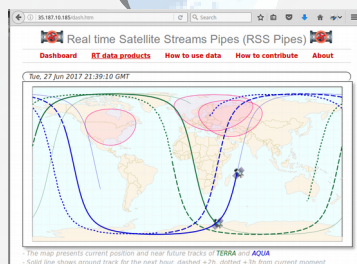 35.187.10.185/dash.htm
Search
Real time Satellite Streams Pipes (RSS Pipes)
Dashboard RT data products How to use data How to contribute About
Tue, 27 Jun 2017 21:39:10 GMT
- The map presents current position and near future tracks of TERRA and AQUA
- Solid line shows ground track for the next hour, dashed +2h, dotted +3h from current moment